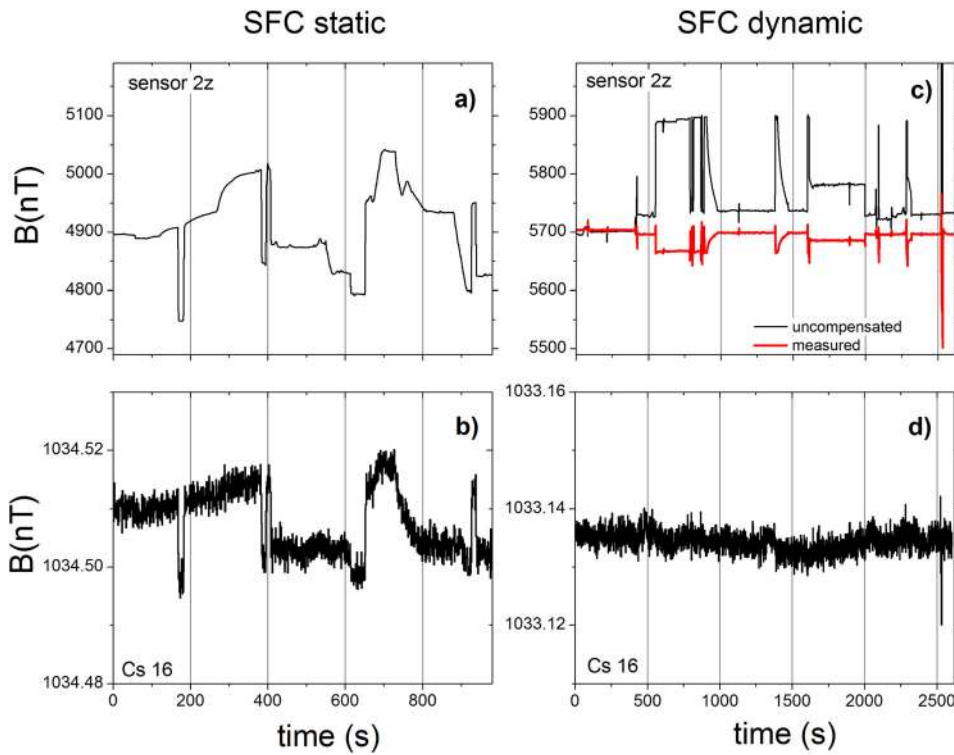 SFC static
SFC dynamic
sensor 2z
a)
sensor 2z
c)
B(nT)
5100
5000
4900
4800
4700
5900
5800
5700
5600
5500
uncompensated
measured
b)
d)
B(nT)
1034.52
1034.50
1034.48
1033.16
1033.14
1033.12
Cs 16
Cs 16
0 200 400 600 800
0 500 1000 1500 2000 2500
time (s)
time (s)